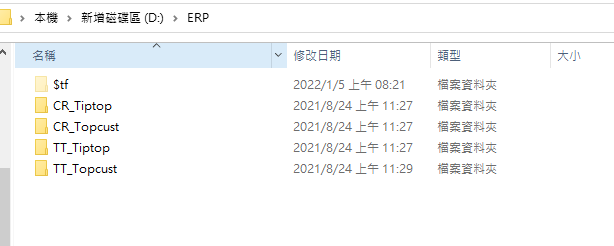 本機 > 新增磁碟區 (D:) > ERP
名稱 修改日期 類型 大小
$tf 2022/1/5 上午 08:21 檔案資料夾
CR_Tiptop 2021/8/24 上午 11:27 檔案資料夾
CR_Topcust 2021/8/24 上午 11:27 檔案資料夾
TT_Tiptop 2021/8/24 上午 11:27 檔案資料夾
TT_Topcust 2021/8/24 上午 11:29 檔案資料夾